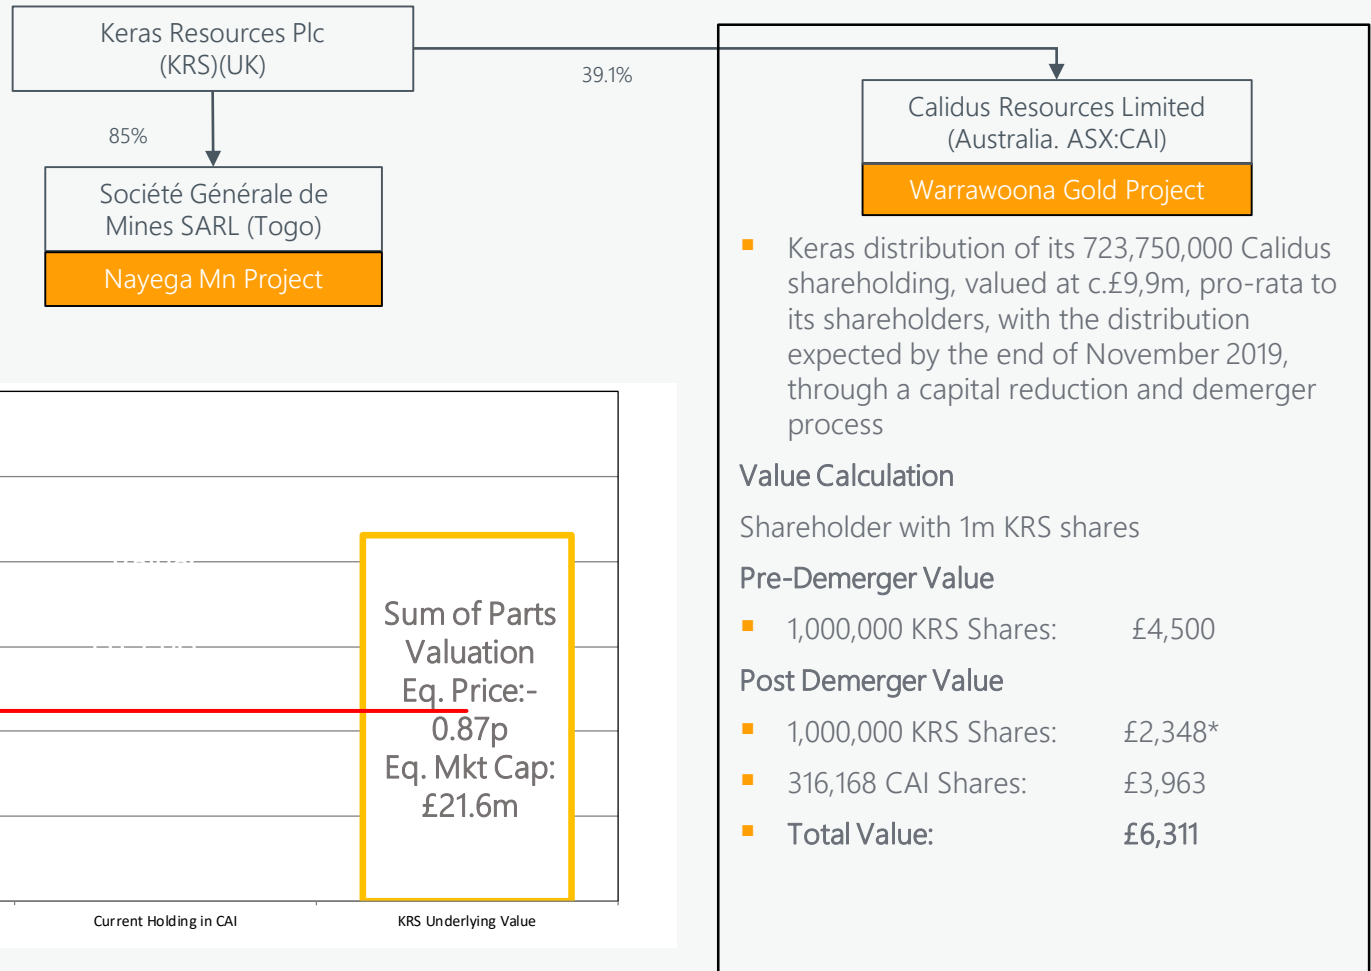 Keras Resources Plc
(KRS)(UK)
39.1%
85%
Société Générale de
Mines SARL (Togo)
Nayega Mn Project
Calidus Resources Limited
(Australia. ASX:CAI)
Warrawoona Gold Project
Keras distribution of its 723,750,000 Calidus
shareholding, valued at c.£9,9m, pro-rata to
its shareholders, with the distribution
expected by the end of November 2019,
through a capital reduction and demerger
process
Value Calculation
Shareholder with 1m KRS shares
Pre-Demerger Value
1,000,000 KRS Shares: £4,500
Post Demerger Value
1,000,000 KRS Shares: £2,348*
316,168 CAI Shares: £3,963
Total Value: £6,311
Sum of Parts
Valuation
Eq. Price:-
0.87p
Eq. Mkt Cap:
£21.6m
Current Holding in CAI
KRS Underlying Value